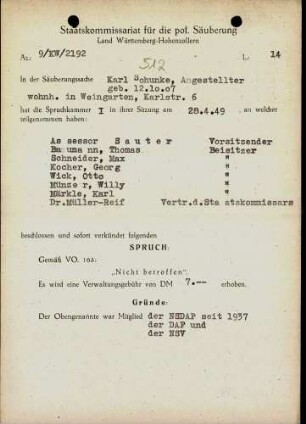 Staatskommissariat für die pol. Säuberung
Land Württemberg-Hohenzollern
Az: 9/KW/2192
L. Nr. 14
512
In der Säuberungssache Karl Schunke, Angestellter
geb. 12.10.07
wohnh. in Weingarten, Karlstr. 6
hat die Spruchkammer I in ihrer Sitzung am 28.4.49, an welcher
teilgenommen haben:
Assessor Sauter Vorsitzender
Baumann, Thomas Beisitzer
Schneider, Max "
Kocher, Georg "
Wick, Otto "
Münzer, Willy "
Märkle, Karl "
Dr.Müller-Reif Vertr.d.Staatskommissars
beschlossen und sofort verkündet folgenden
SPRUCH:
Gemäß VO. 165:
„Nicht betroffen".
Es wird eine Verwaltungsgebühr von DM 7.-- erhoben.
Gründe:
Der Obengenannte war Mitglied der NSDAP seit 1937
der DAF und
der NSV